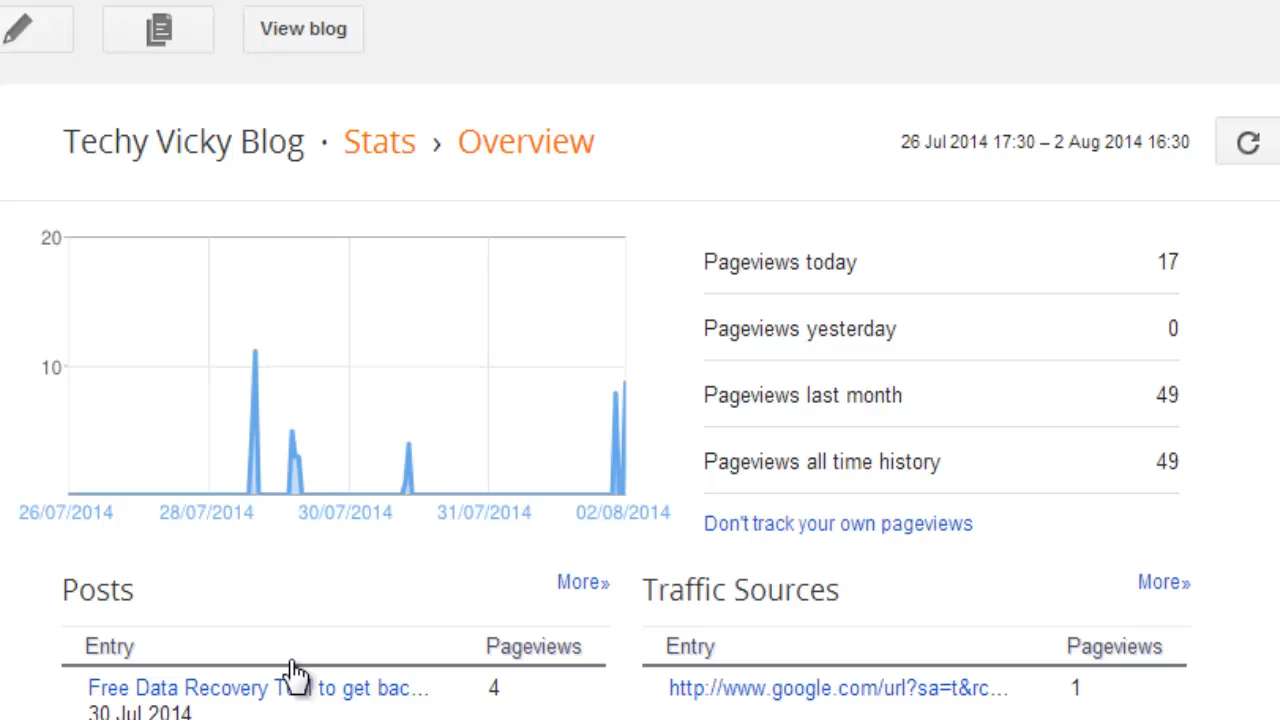 View blog
Techy Vicky Blog · Stats › Overview
26 Jul 2014 17:30 – 2 Aug 2014 16:30
20
10
26/07/2014 28/07/2014 30/07/2014 31/07/2014 02/08/2014
Pageviews today 17
Pageviews yesterday 0
Pageviews last month 49
Pageviews all time history 49
Don't track your own pageviews
Posts More»
Entry Pageviews
Free Data Recovery to get bac... 4
30 Jul 2014
Traffic Sources More»
Entry Pageviews
http://www.google.com/url?sa=t&rc... 1